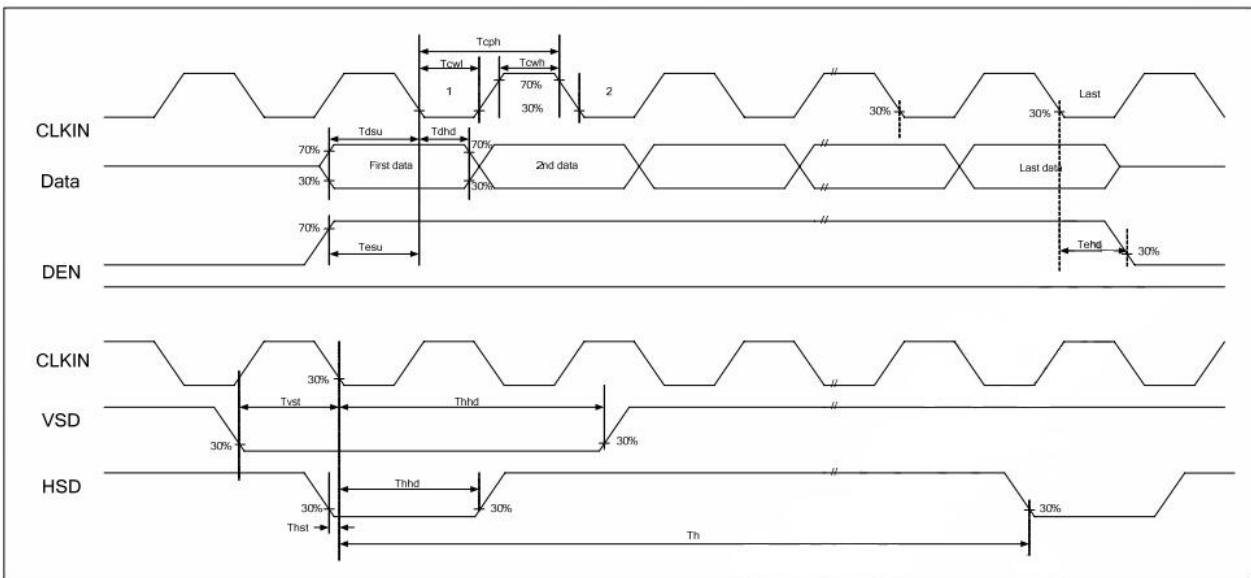 Tcph
Tcwl
Tcwh
1
70%
30%
2
30%
30%
Last
CLKIN
Tdsu
Tdhd
70%
70%
First data
2nd data
Last data
30%
30%
Data
70%
Tesu
Tehd
30%
DEN
CLKIN
30%
Tvst
Thhd
VSD
30%
30%
HSD
Thhd
30%
30%
30%
Thst
Th